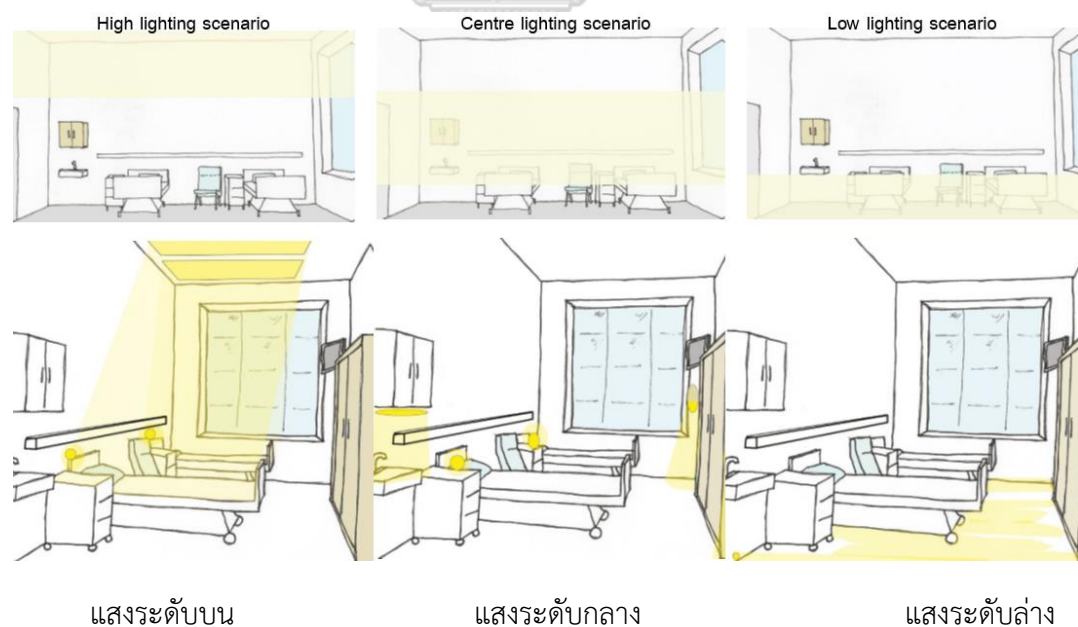 High lighting scenario
Centre lighting scenario
Low lighting scenario
แสงระดับบน
แสงระดับกลาง
แสงระดับล่าง